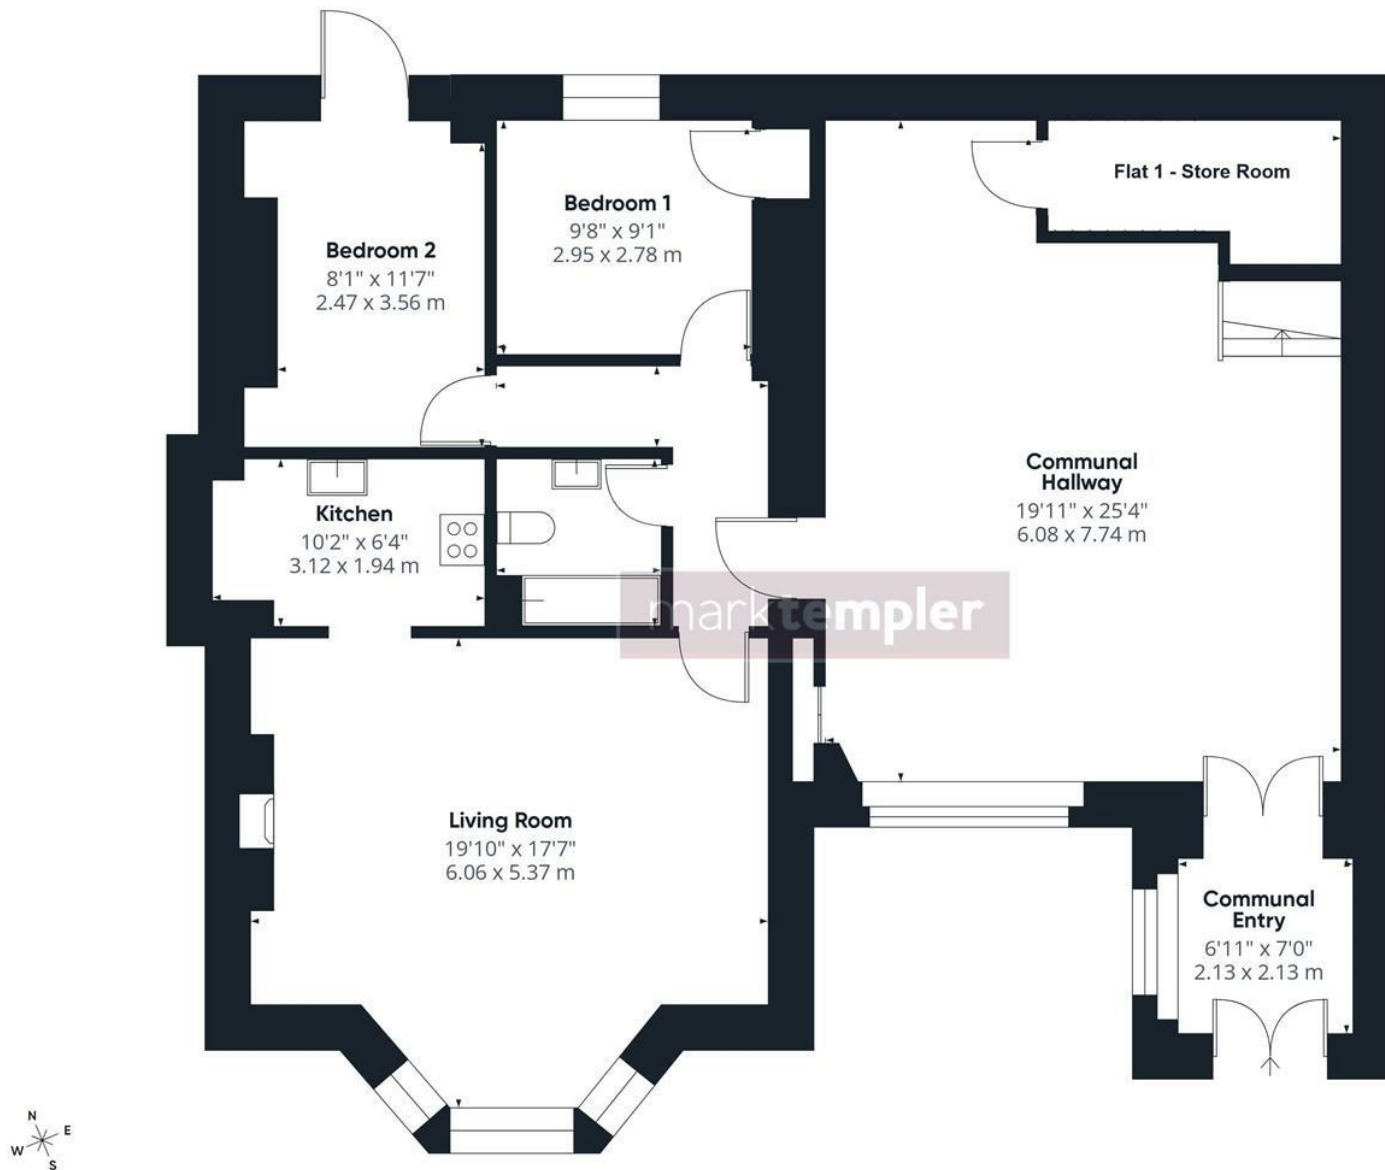 Flat 1 - Store Room
Bedroom 1
9'8" x 9'1"
2.95 x 2.78 m
Bedroom 2
8'1" x 11'7"
2.47 x 3.56 m
Communal
Hallway
19'11" x 25'4"
6.08 x 7.74 m
Kitchen
10'2" x 6'4"
3.12 x 1.94 m
marktempler
Living Room
19'10" x 17'7"
6.06 x 5.37 m
Communal
Entry
6'11" x 7'0"
2.13 x 2.13 m
N
E
W
S